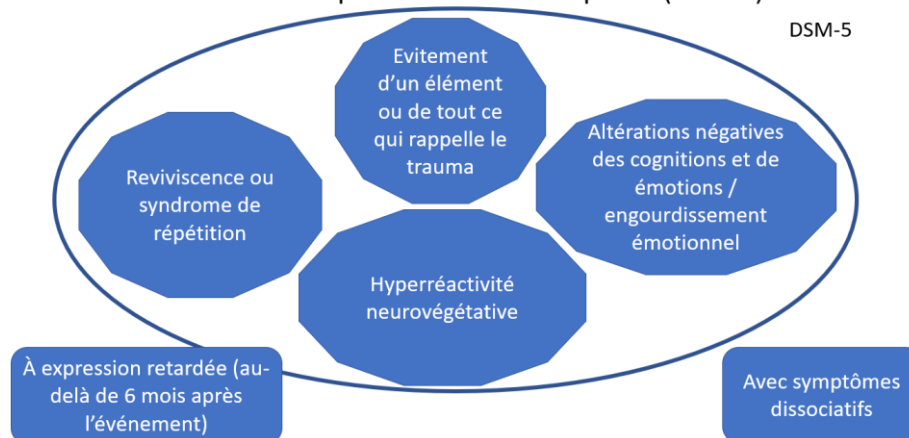 DSM-5
Evitement
d'un élément
ou de tout ce
qui rappelle le
trauma
Altérations négatives
des cognitions et de
émotions /
engourdissement
émotionnel
Reviviscence ou
syndrome de
répétition
Hyperréactivité
neurovégétative
À expression retardée (au-
delà de 6 mois après
l'événement)
Avec symptômes
dissociatifs